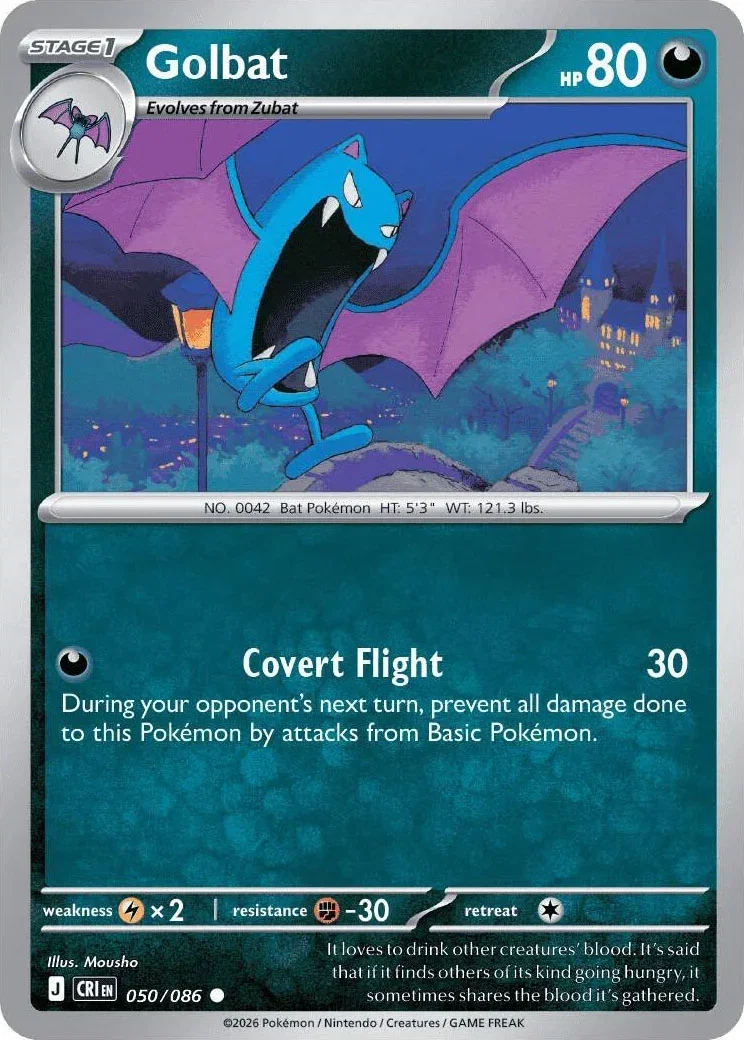 STAGE1
Golbat
HP 80
Evolves from Zubat
NO. 0042 Bat Pokémon HT: 5'3" WT: 121.3 lbs.
Covert Flight 30
During your opponent's next turn, prevent all damage done
to this Pokémon by attacks from Basic Pokémon.
weakness ×2 resistance -30 retreat
Illus. Mousho
It loves to drink other creatures' blood. It's said
that if it finds others of its kind going hungry, it
sometimes shares the blood it's gathered.
J CRI EN 050/086
©2026 Pokémon / Nintendo / Creatures / GAME FREAK